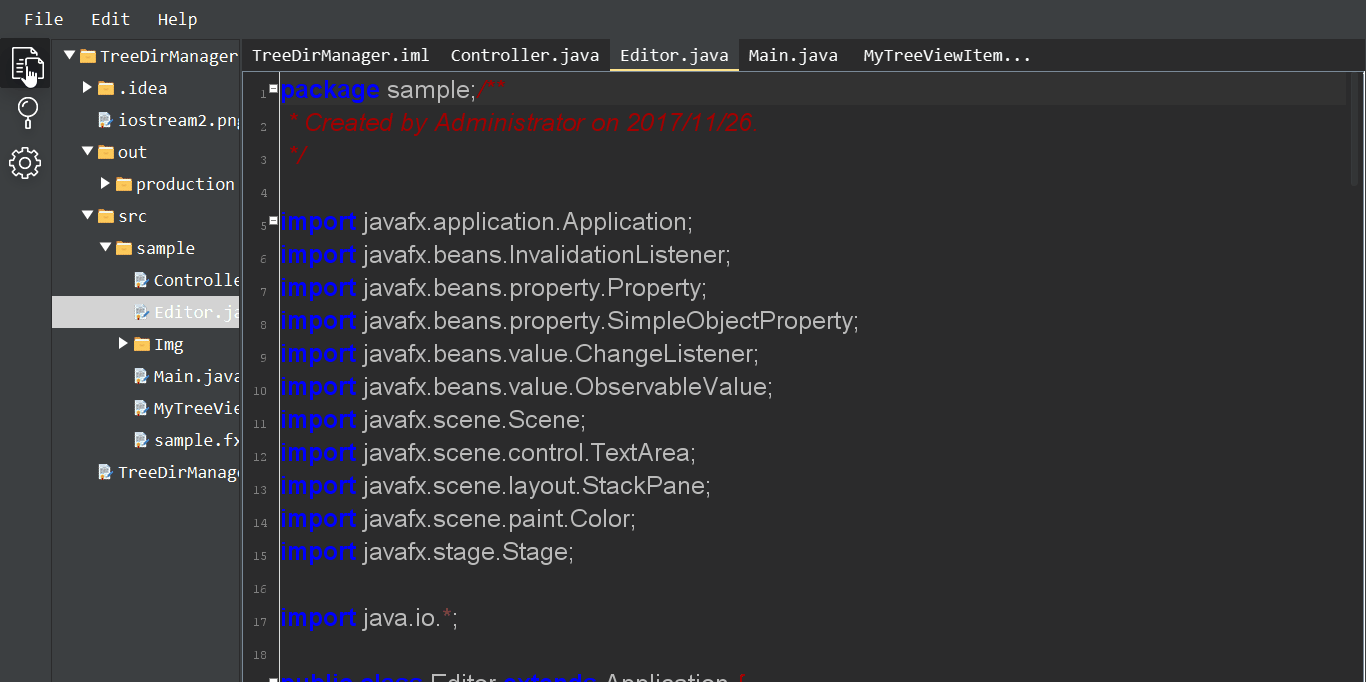 File Edit Help
TreeDirManager
.idea
iostream2.png
out
production
src
sample
Controlle
Editor.ja
Img
Main.java
MyTreeVie
sample.fx
TreeDirManage
TreeDirManager.iml Controller.java Editor.java Main.java MyTreeViewItem...
1 package sample;/**
2 * Created by Administrator on 2017/11/26
3 */
4
5 import javafx.application.Application;
6 import javafx.beans.InvalidationListener;
7 import javafx.beans.property.Property;
8 import javafx.beans.property.SimpleObjectProperty;
9 import javafx.beans.value.ChangeListener;
10 import javafx.beans.value.ObservableValue;
11 import javafx.scene.Scene;
12 import javafx.scene.control.TextArea;
13 import javafx.scene.layout.StackPane;
14 import javafx.scene.paint.Color;
15 import javafx.stage.Stage;
16
17 import java.io.*;
18
public class Editor extends Application {